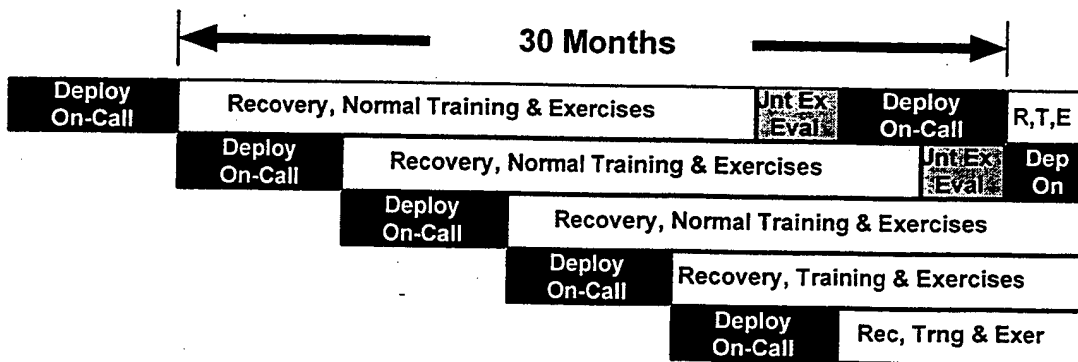 30 Months
Deploy
On-Call
Recovery, Normal Training & Exercises
Jnt Ex
Eval
Deploy
On-Call
R,T,E
Deploy
On-Call
Recovery, Normal Training & Exercises
Jnt Ex
Eval
Dep
On
Deploy
On-Call
Recovery, Normal Training & Exercises
Deploy
On-Call
Recovery, Training & Exercises
Deploy
On-Call
Rec, Trng & Exer